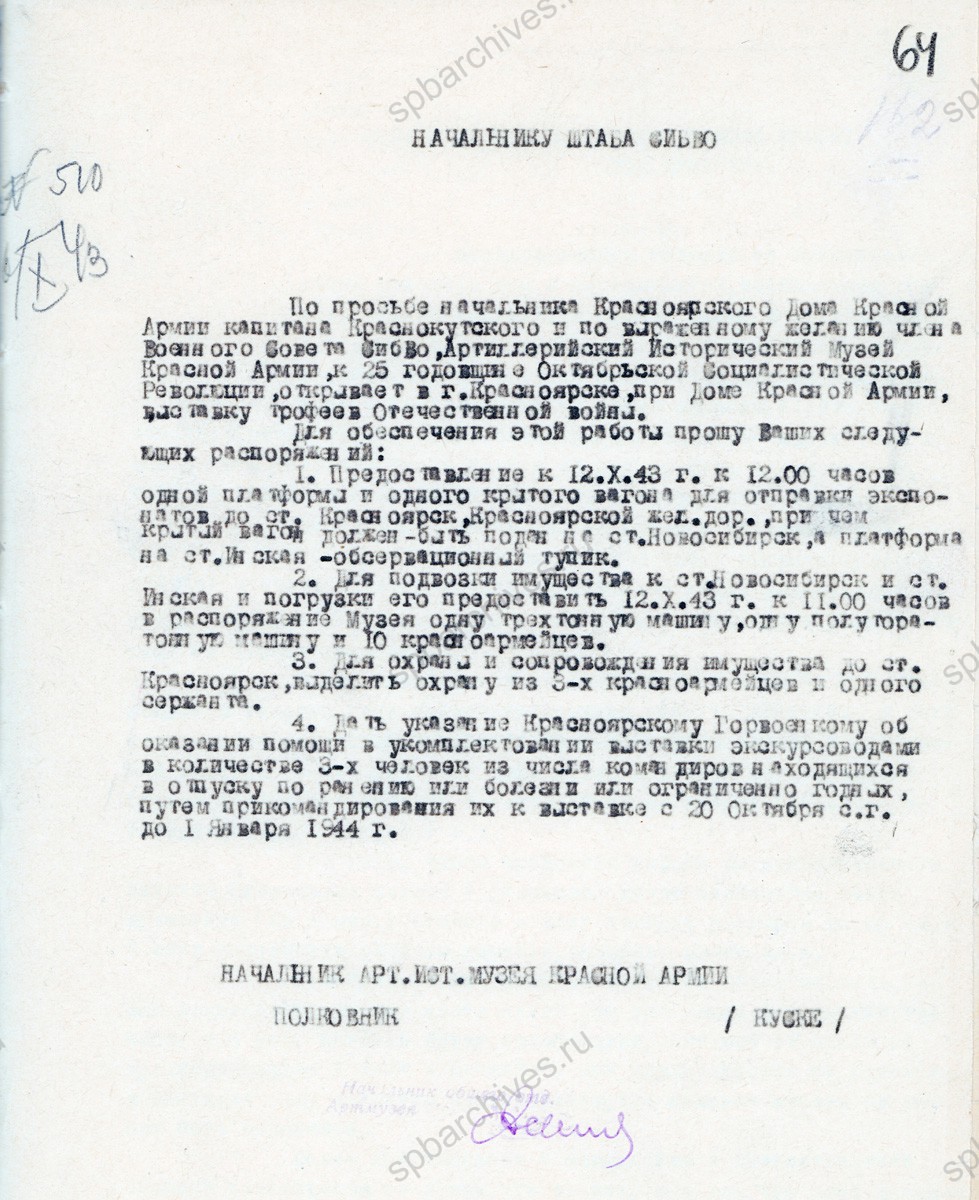 64
162
№ 510
X 43
НАЧАЛЬНИКУ ШТАБА СИБВО
По просьбе начальника Красноярского Дома Красной
Армии капитана Краснокутского и по выраженному желанию члена
Военного Совета СибВо,Артиллерийский Исторический Музей
Красной Армии,к 25 годовщине Октябрьской Социалистической
Революции,открывает в г.Красноярске,при Доме Красной Армии,
выставку трофеев Отечественной войны.
Для обеспечения этой работы прошу Ваших следу-
ющих распоряжений:
1. Предоставление к 12.X.43 г. к 12.00 часов
одной платформы и одного крытого вагона для отправки экспо-
натов до ст. Красноярск,Красноярской жел.дор.,при чем
крытый вагон должен-быть подан на ст.Новосибирск,а платформа
на ст.Инская -обсервационный тупик.
2. Для подвозки имущества к ст.Новосибирск и ст.
Инская и погрузки его предоставить 12.X.43 г. к 11.00 часов
в распоряжение Музея одну трехтонную машину,одну полутора-
тонную машину и 10 красноармейцев.
3. Для охраны и сопровождения имущества до ст.
Красноярск,выделить охрану из 3-х красноармейцев и одного
сержанта.
4. Дать указание Красноярскому Горвоенкому об
оказании помощи в укомплектовании выставки экскурсоводами
в количестве 3-х человек из числа командиров находящихся
в отпуску по ранению или болезни или ограниченно годных,
путем прикомандирования их к выставке с 20 Октября с.г.
до 1 Января 1944 г.
НАЧАЛЬНИК АРТ.ИСТ.МУЗЕЯ КРАСНОЙ АРМИИ
ПОЛКОВНИК / КУСКЕ /
Начальник
Артмузея
spbarchives.ru